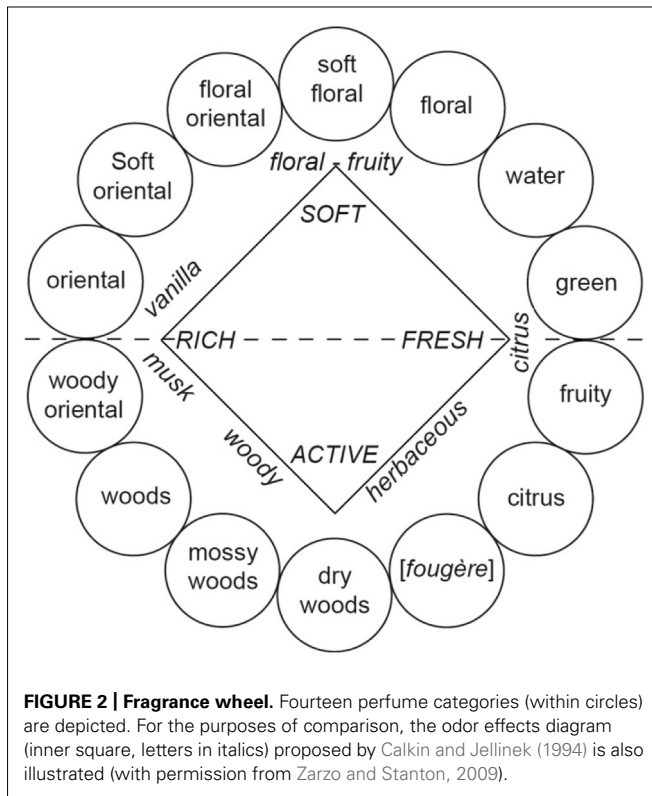 soft
floral
floral
oriental
floral
Soft
oriental
water
floral - fruity
SOFT
oriental
vanilla
green
RICH
FRESH
citrus
musk
woody
oriental
fruity
woody
ACTIVE
herbaceous
woods
citrus
mossy
woods
dry
woods
[fougère]
FIGURE 2 | Fragrance wheel. Fourteen perfume categories (within circles)
are depicted. For the purposes of comparison, the odor effects diagram
(inner square, letters in italics) proposed by Calkin and Jellinek (1994) is also
illustrated (with permission from Zarzo and Stanton, 2009).